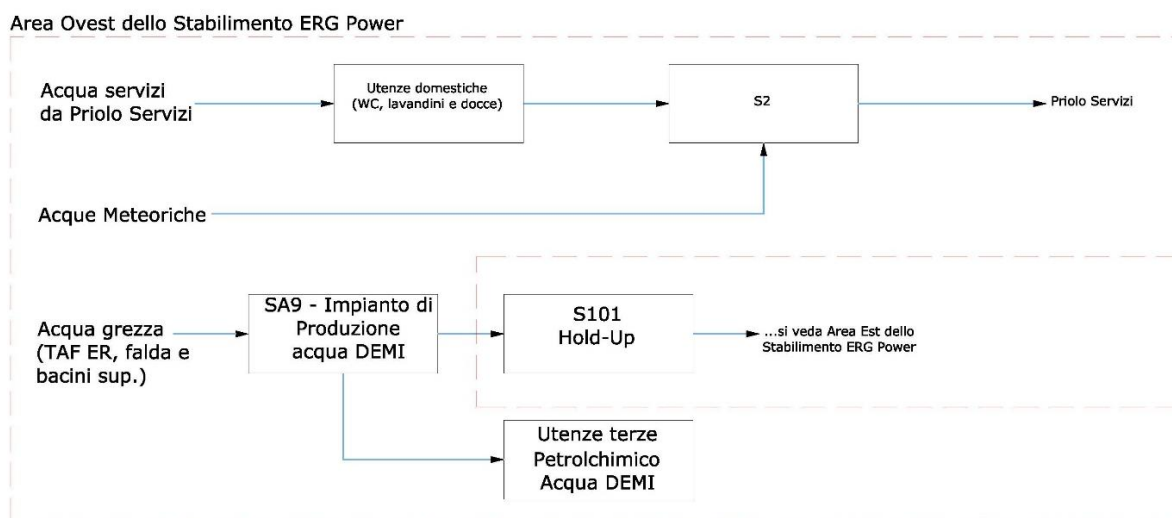 Area Ovest dello Stabilimento ERG Power
Acqua servizi
da Priolo Servizi
Utenze domestiche
(WC, lavandini e docce)
S2
Priolo Servizi
Acque Meteoriche
Acqua grezza
(TAF ER, falda e
bacini sup.)
SA9 - Impianto di
Produzione
acqua DEMI
S101
Hold-Up
...si veda Area Est dello
Stabilimento ERG Power
Utenze terze
Petrolchimico
Acqua DEMI